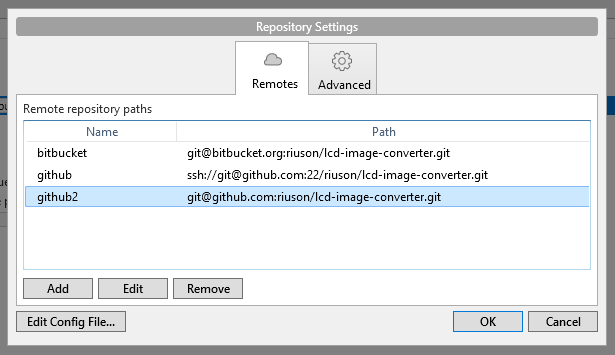 Repository Settings
Remotes
Advanced
Remote repository paths
Name Path
bitbucket git@bitbucket.org:riuson/lcd-image-converter.git
github ssh://git@github.com:22/riuson/lcd-image-converter.git
github2 git@github.com:riuson/lcd-image-converter.git
Add Edit Remove
Edit Config File... OK Cancel